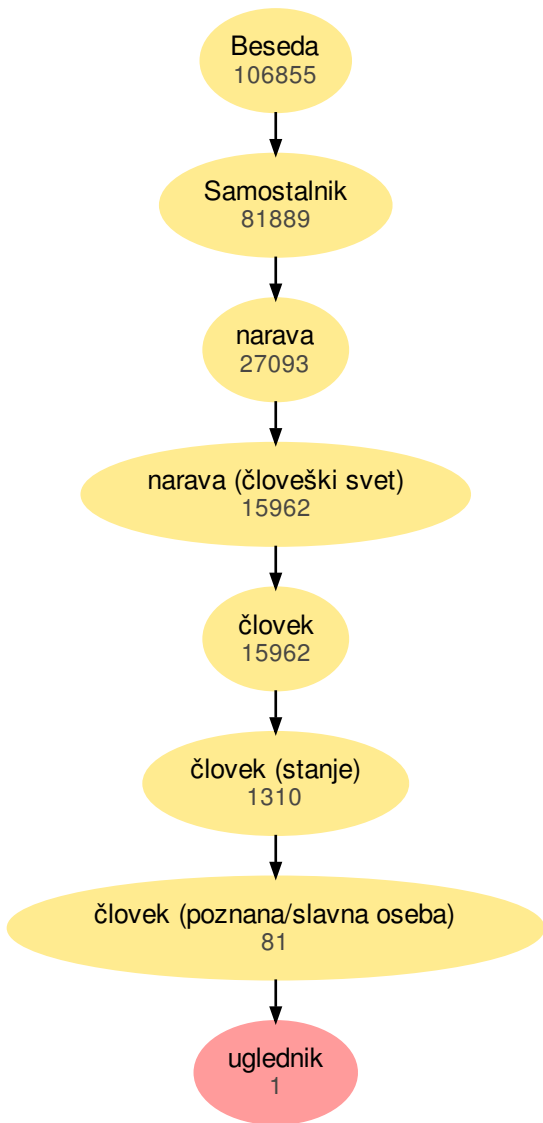 Beseda
106855
Samostalnik
81889
narava
27093
narava (človeški svet)
15962
človek
15962
človek (stanje)
1310
človek (poznana/slavna oseba)
81
uglednik
1